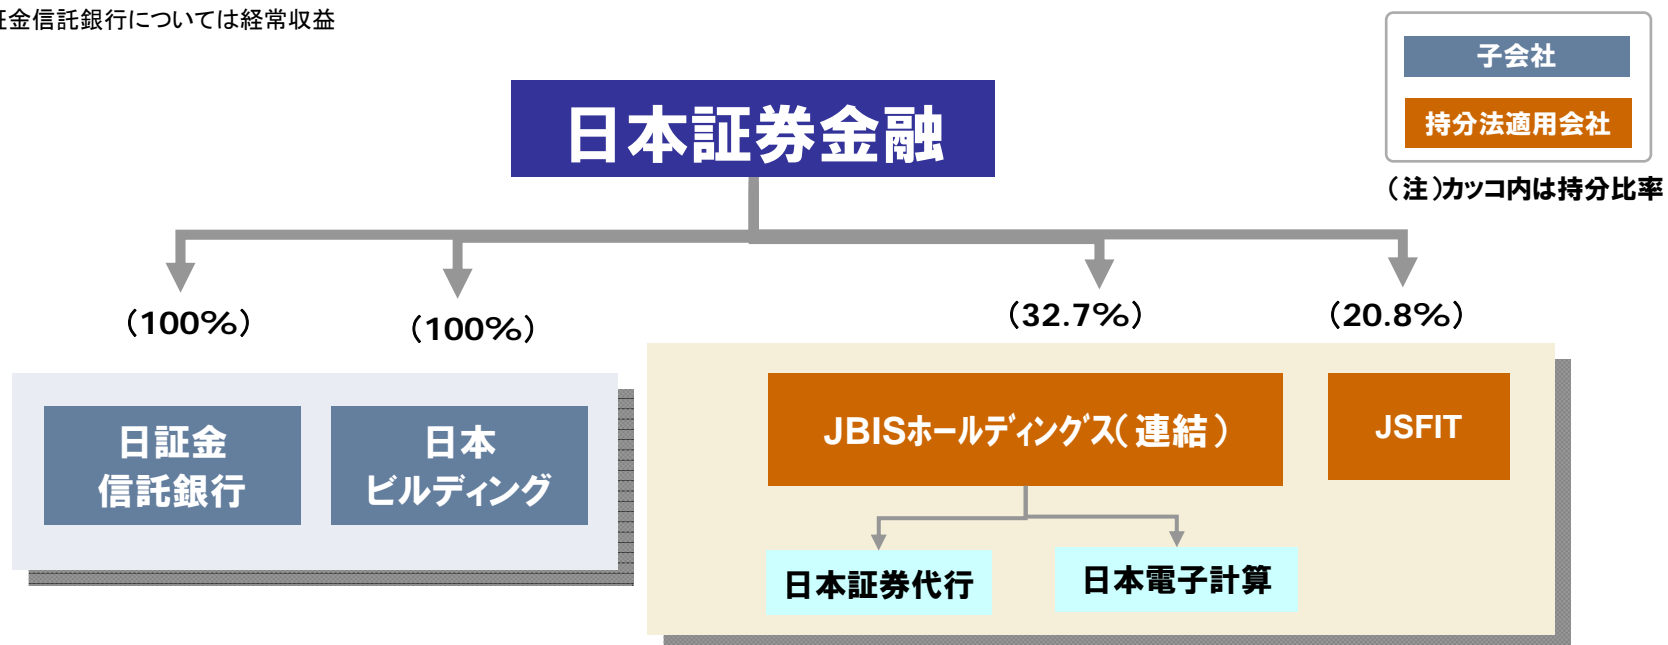 証金信託銀行については経常収益
子会社
持分法適用会社
(注)カッコ内は持分比率
日本証券金融
(100%)
(100%)
(32.7%)
(20.8%)
日証金
信託銀行
日本
ビルディング
JBISホールディングス(連結)
JSFIT
日本証券代行
日本電子計算